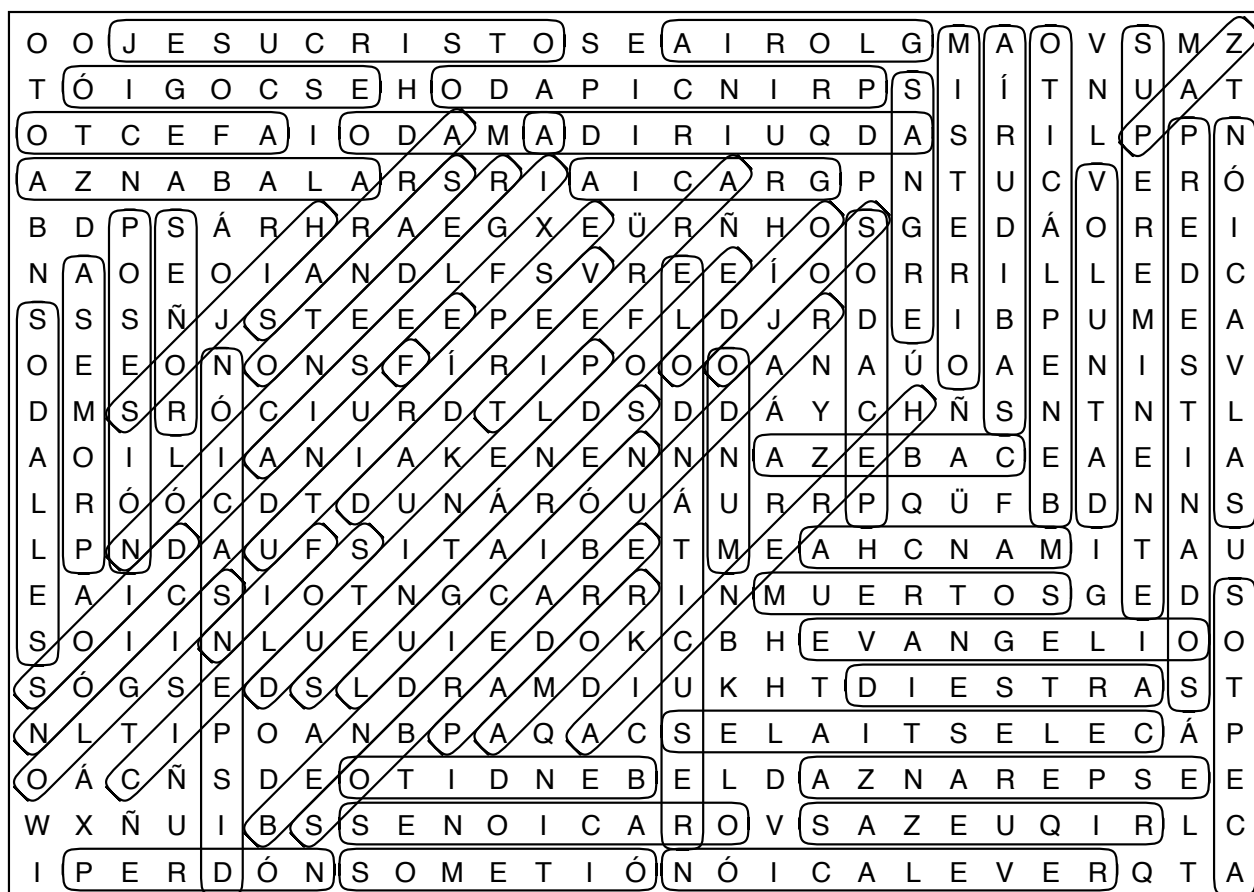 O O J E S U C R I S T O S E A I R O L G M A O V S M Z
T Ó I G O C S E H O D A P I C N I R P S I Í T N U A T
O T C E F A I O D A M A D I R I U Q D A S R I L P P N
A Z N A B A L A R S R I A I C A R G P N T U C V E R Ó
B D P S Á R H R A E G X E Ü R Ñ H O S G E D Á O R E I
N A O E O I A N D L F S V R E E Í O O R R I L L E D C
S S S Ñ J S T E E E P E E F L D J R D E I B P U M E A
O E E O N O N S F Í R I P O O O A N A Ú O A E N I S V
D M S R Ó C I U R D T L D S D D Á Y C H Ñ S N T N T L
A O I L I A N I A K E N E N N N A Z E B A C E A E I A
L R Ó Ó C D T D U N Á R Ó U Á U R R P Q Ü F B D N N S
L P N D A U F S I T A I B E T M E A H C N A M I T A U
E A I C S I O T N G C A R R I N M U E R T O S G E D S
S O I I N L U E U I E D O K C B H E V A N G E L I O O
S Ó G S E D S L D R A M D I U K H T D I E S T R A S T
N L T I P O A N B P A Q A C S E L A I T S E L E C Á P
O Á C Ñ S D E O T I D N E B E L D A Z N A R E P S E E
W X Ñ U I B S S E N O I C A R O V S A Z E U Q I R L C
I P E R D Ó N S O M E T I Ó N Ó I C A L E V E R Q T A